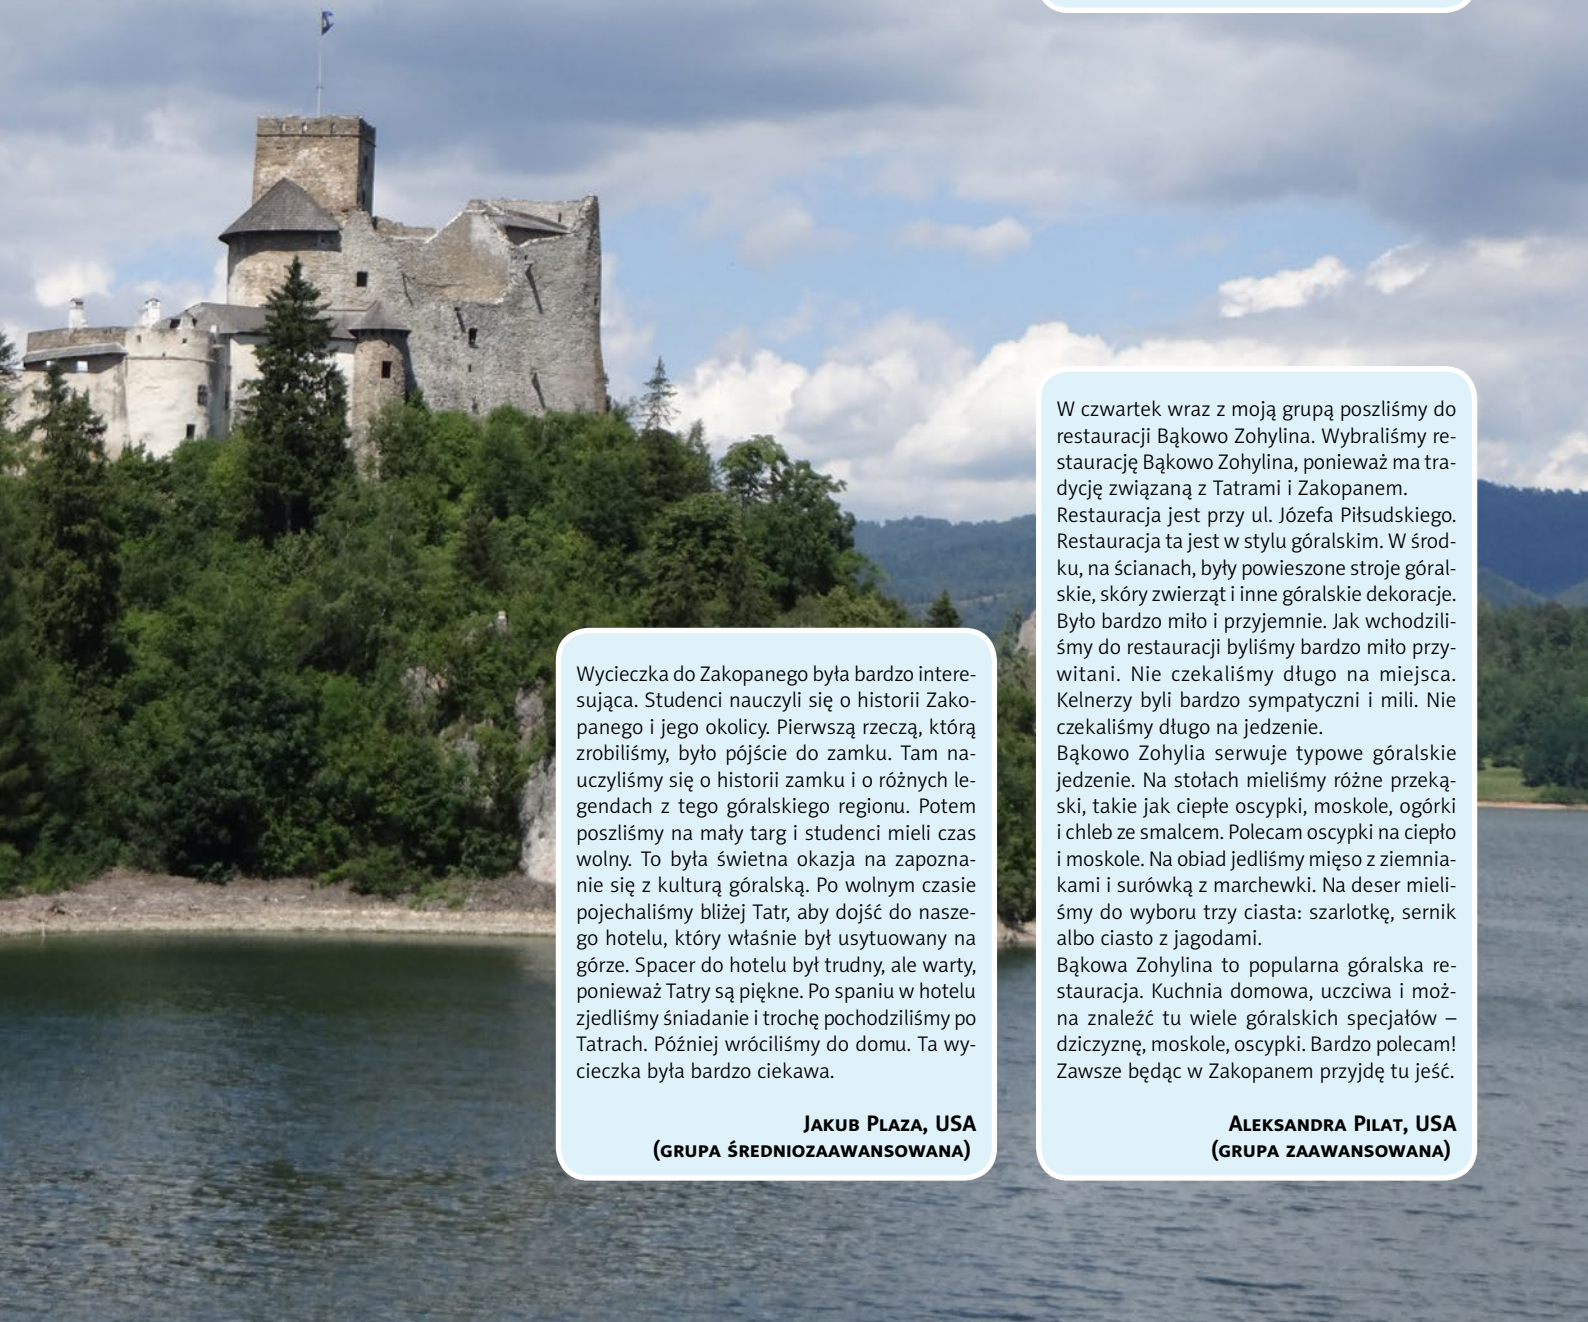 Wycieczka do Zakopanego była bardzo intere-
sująca. Studenci nauczyli się o historii Zako-
panego i jego okolicy. Pierwszą rzeczą, którą
zrobiliśmy, było pójście do zamku. Tam na-
uczyliśmy się o historii zamku i o różnych le-
gendach z tego góralskiego regionu. Potem
poszliśmy na mały targ i studenci mieli czas
wolny. To była świetna okazja na zapozna-
nie się z kulturą góralską. Po wolnym czasie
pojechaliśmy bliżej Tatr, aby dojść do nasze-
go hotelu, który właśnie był usytuowany na
górze. Spacer do hotelu był trudny, ale warty,
ponieważ Tatry są piękne. Po spaniu w hotelu
zjedliśmy śniadanie i trochę pochodziliśmy po
Tatrach. Później wróciliśmy do domu. Ta wy-
cieczka była bardzo ciekawa.
Jakub Plaza, USA
(grupa średniozaawansowana)
W czwartek wraz z moją grupą poszliśmy do
restauracji Bąkowo Zohylina. Wybraliśmy re-
staurację Bąkowo Zohylina, ponieważ ma tra-
dycję związaną z Tatrami i Zakopanem.
Restauracja jest przy ul. Józefa Piłsudskiego.
Restauracja ta jest w stylu góralskim. W środ-
ku, na ścianach, były powieszone stroje góral-
skie, skóry zwierząt i inne góralskie dekoracje.
Było bardzo miło i przyjemnie. Jak wchodzili-
śmy do restauracji byliśmy bardzo miło przy-
witani. Nie czekaliśmy długo na miejsca.
Kelnerzy byli bardzo sympatyczni i mili. Nie
czekaliśmy długo na jedzenie.
Bąkowo Zohylia serwuje typowe góralskie
jedzenie. Na stołach mieliśmy różne przeką-
ski, takie jak ciepłe oscypki, moskole, ogórki
i chleb ze smalcem. Polecam oscypki na ciepło
i moskole. Na obiad jedliśmy mięso z ziemnia-
kami i surówką z marchewki. Na deser mieli-
śmy do wyboru trzy ciasta: szarlotkę, sernik
albo ciasto z jagodami.
Bąkowa Zohylina to popularna góralska re-
stauracja. Kuchnia domowa, uczciwa i moż-
na znaleźć tu wiele góralskich specjałów –
dziczyznę, moskole, oscypki. Bardzo polecam!
Zawsze będąc w Zakopanem przyjdę tu jeść.
Aleksandra Pilat, USA
(grupa zaawansowana)